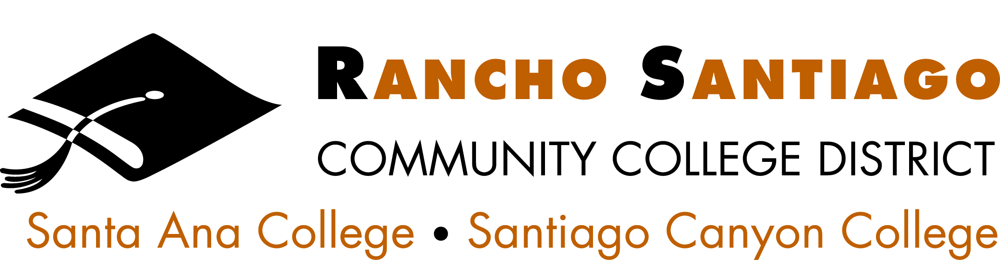 RANCHO SANTIAGO
COMMUNITY COLLEGE DISTRICT
Santa Ana College • Santiago Canyon College